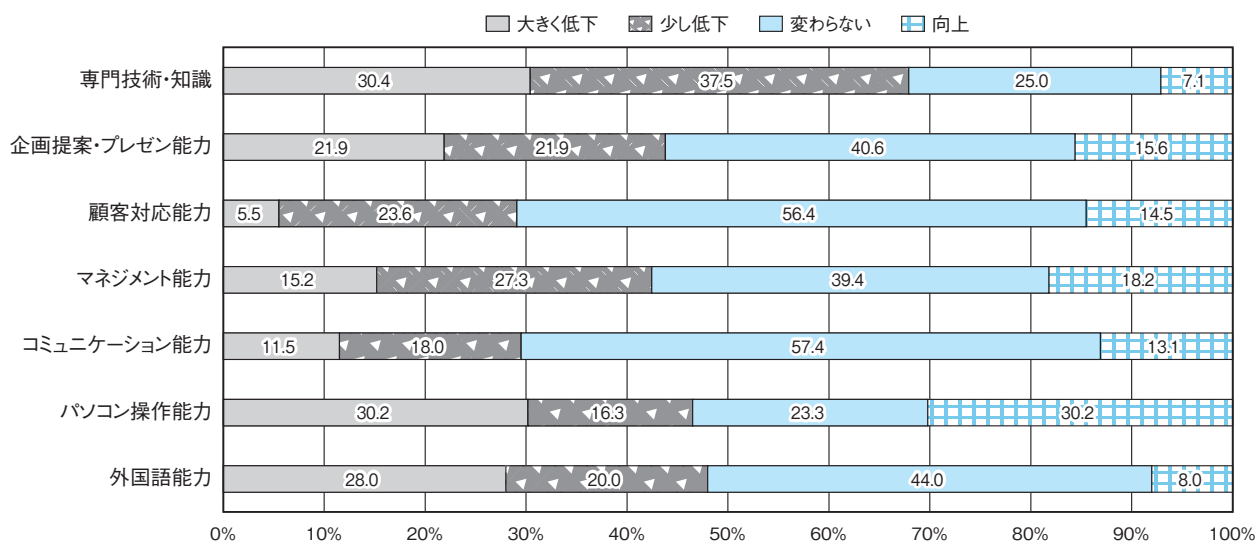 大きく低下 少し低下 変わらない 向上
専門技術・知識 30.4 37.5 25.0 7.1
企画提案・プレゼン能力 21.9 21.9 40.6 15.6
顧客対応能力 5.5 23.6 56.4 14.5
マネジメント能力 15.2 27.3 39.4 18.2
コミュニケーション能力 11.5 18.0 57.4 13.1
パソコン操作能力 30.2 16.3 23.3 30.2
外国語能力 28.0 20.0 44.0 8.0
0% 10% 20% 30% 40% 50% 60% 70% 80% 90% 100%